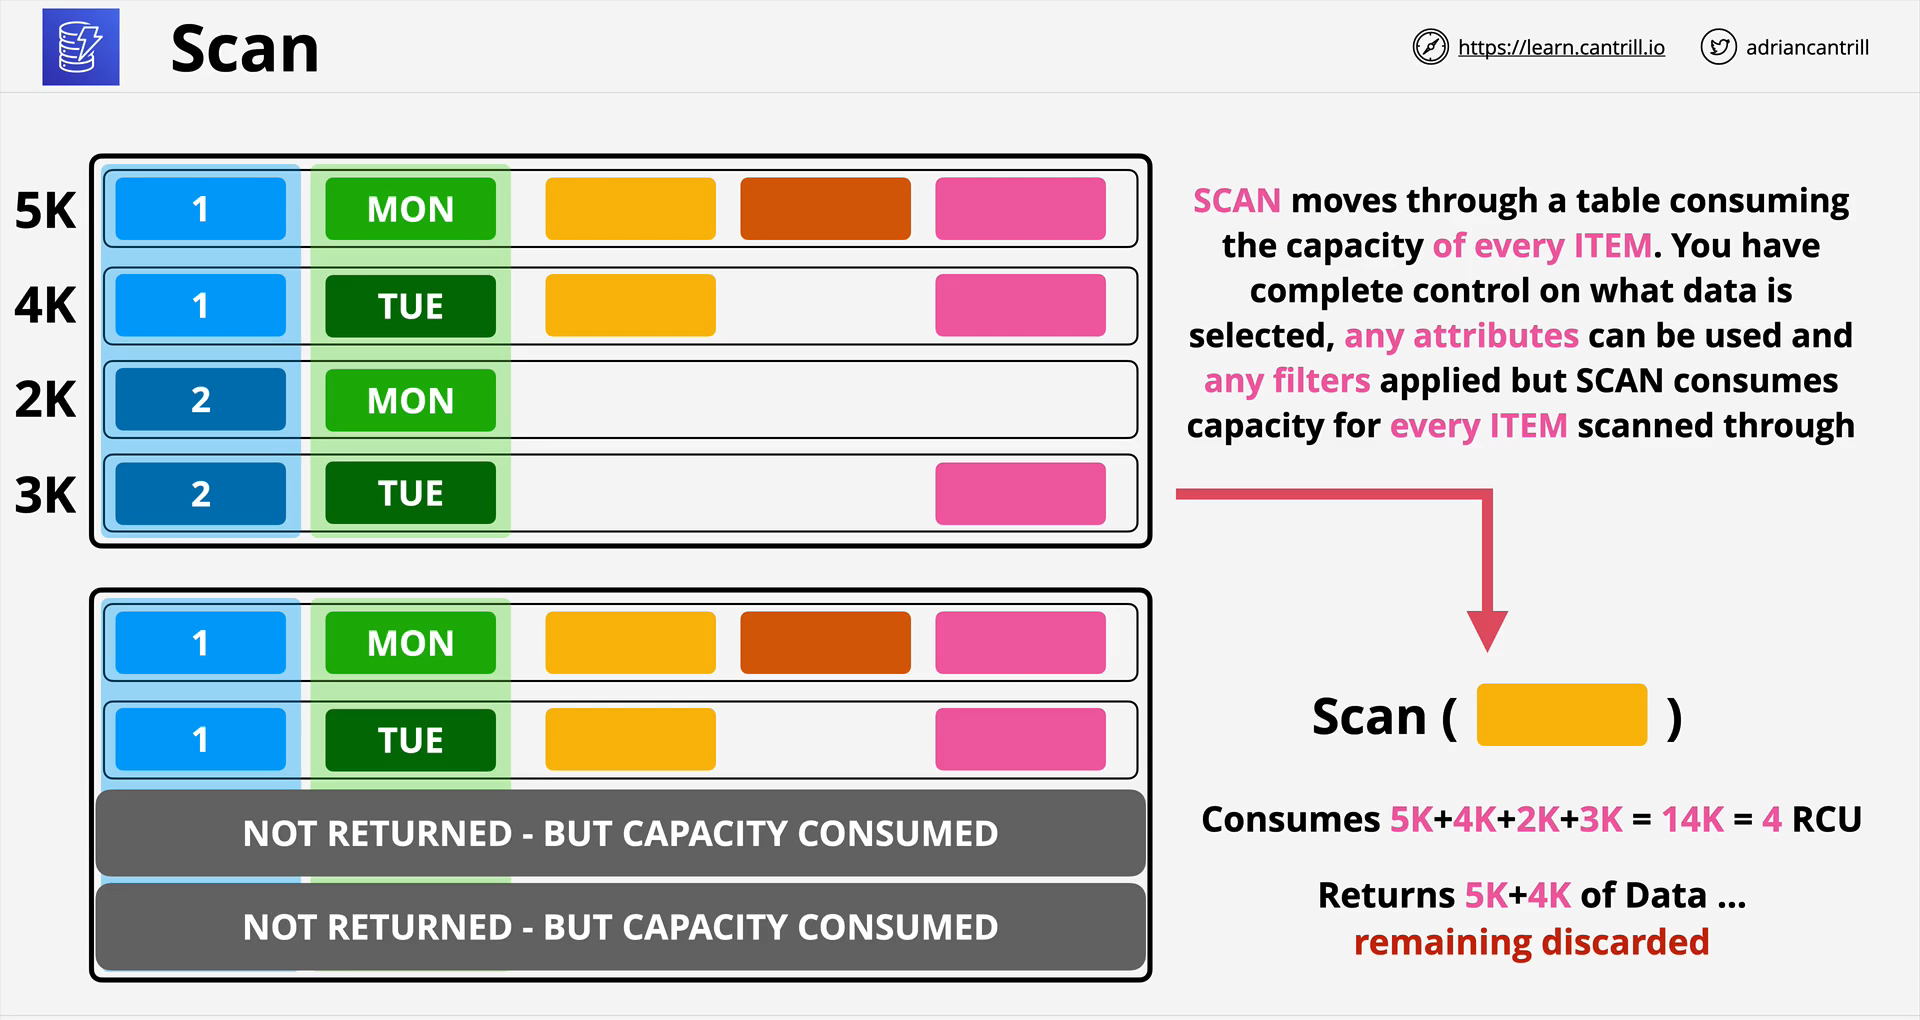 Scan
https://learn.cantrill.io
adriancantrill
5K
1
MON
4K
1
TUE
2K
2
MON
3K
2
TUE
SCAN moves through a table consuming
the capacity of every ITEM. You have
complete control on what data is
selected, any attributes can be used and
any filters applied but SCAN consumes
capacity for every ITEM scanned through
1
MON
1
TUE
NOT RETURNED - BUT CAPACITY CONSUMED
NOT RETURNED - BUT CAPACITY CONSUMED
Scan ( )
Consumes 5K+4K+2K+3K = 14K = 4 RCU
Returns 5K+4K of Data ...
remaining discarded